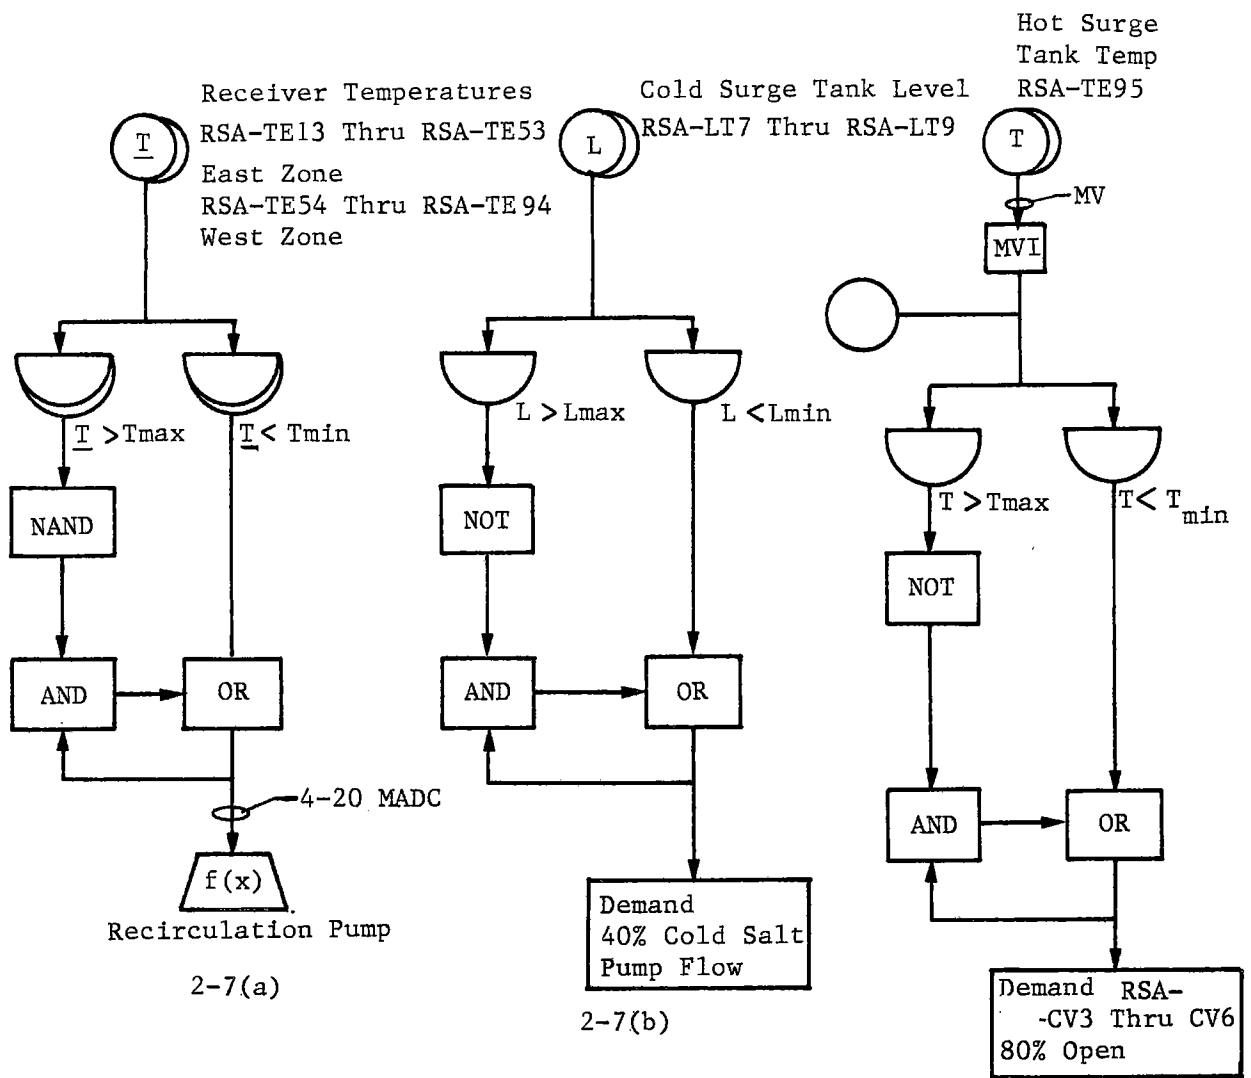 Receiver Temperatures
RSA-TE13 Thru RSA-TE53
East Zone
RSA-TE54 Thru RSA-TE94
West Zone
T
T >Tmax
T < Tmin
NAND
AND
OR
4-20 MADC
f(x)
Recirculation Pump
2-7(a)
Cold Surge Tank Level
RSA-LT7 Thru RSA-LT9
L
L >Lmax
L <Lmin
NOT
AND
OR
Demand
40% Cold Salt
Pump Flow
2-7(b)
Hot Surge
Tank Temp
RSA-TE95
T
MV
MVI
T >Tmax
T< Tmin
NOT
AND
OR
Demand RSA-
-CV3 Thru CV6
80% Open